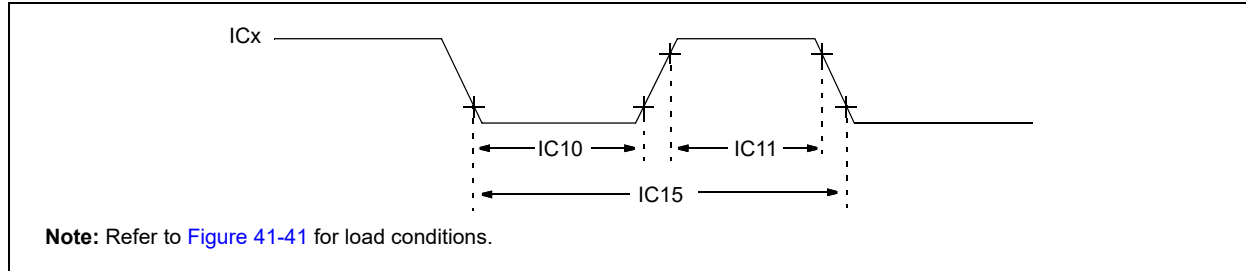 ICx
IC10
IC11
IC15
Note: Refer to Figure 41-41 for load conditions.